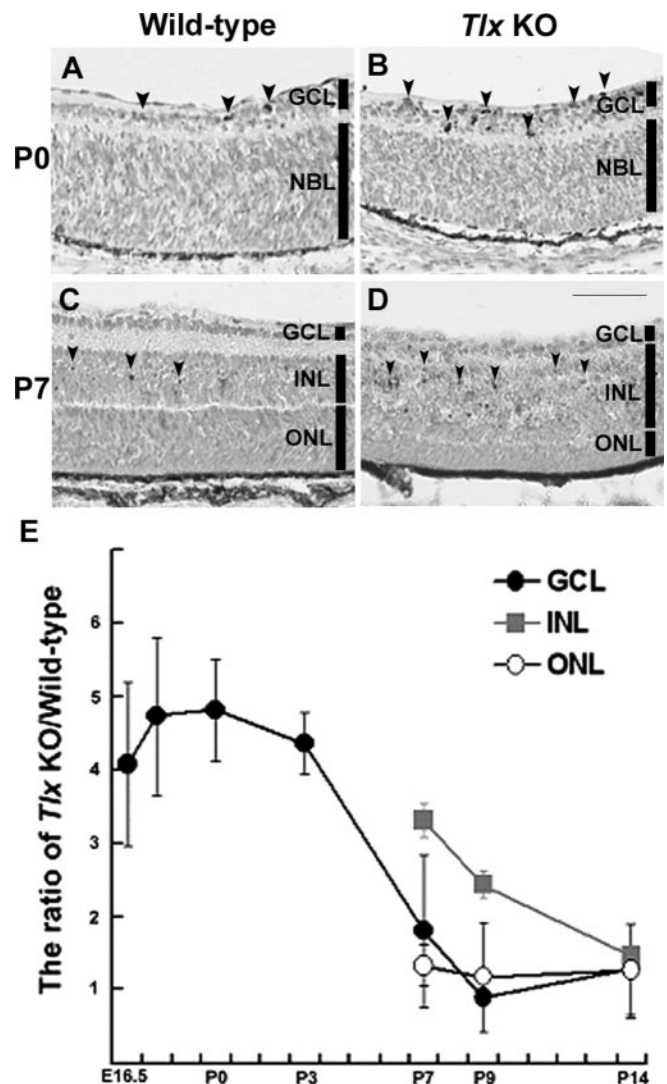 Wild-type
Tlx KO
A
GCL
NBL
B
GCL
NBL
P0
C
GCL
INL
ONL
D
GCL
INL
ONL
P7
E
The ratio of Tlx KO/Wild-type
6
5
4
3
2
1
GCL
INL
ONL
E16.5 P0 P3 P7 P9 P14